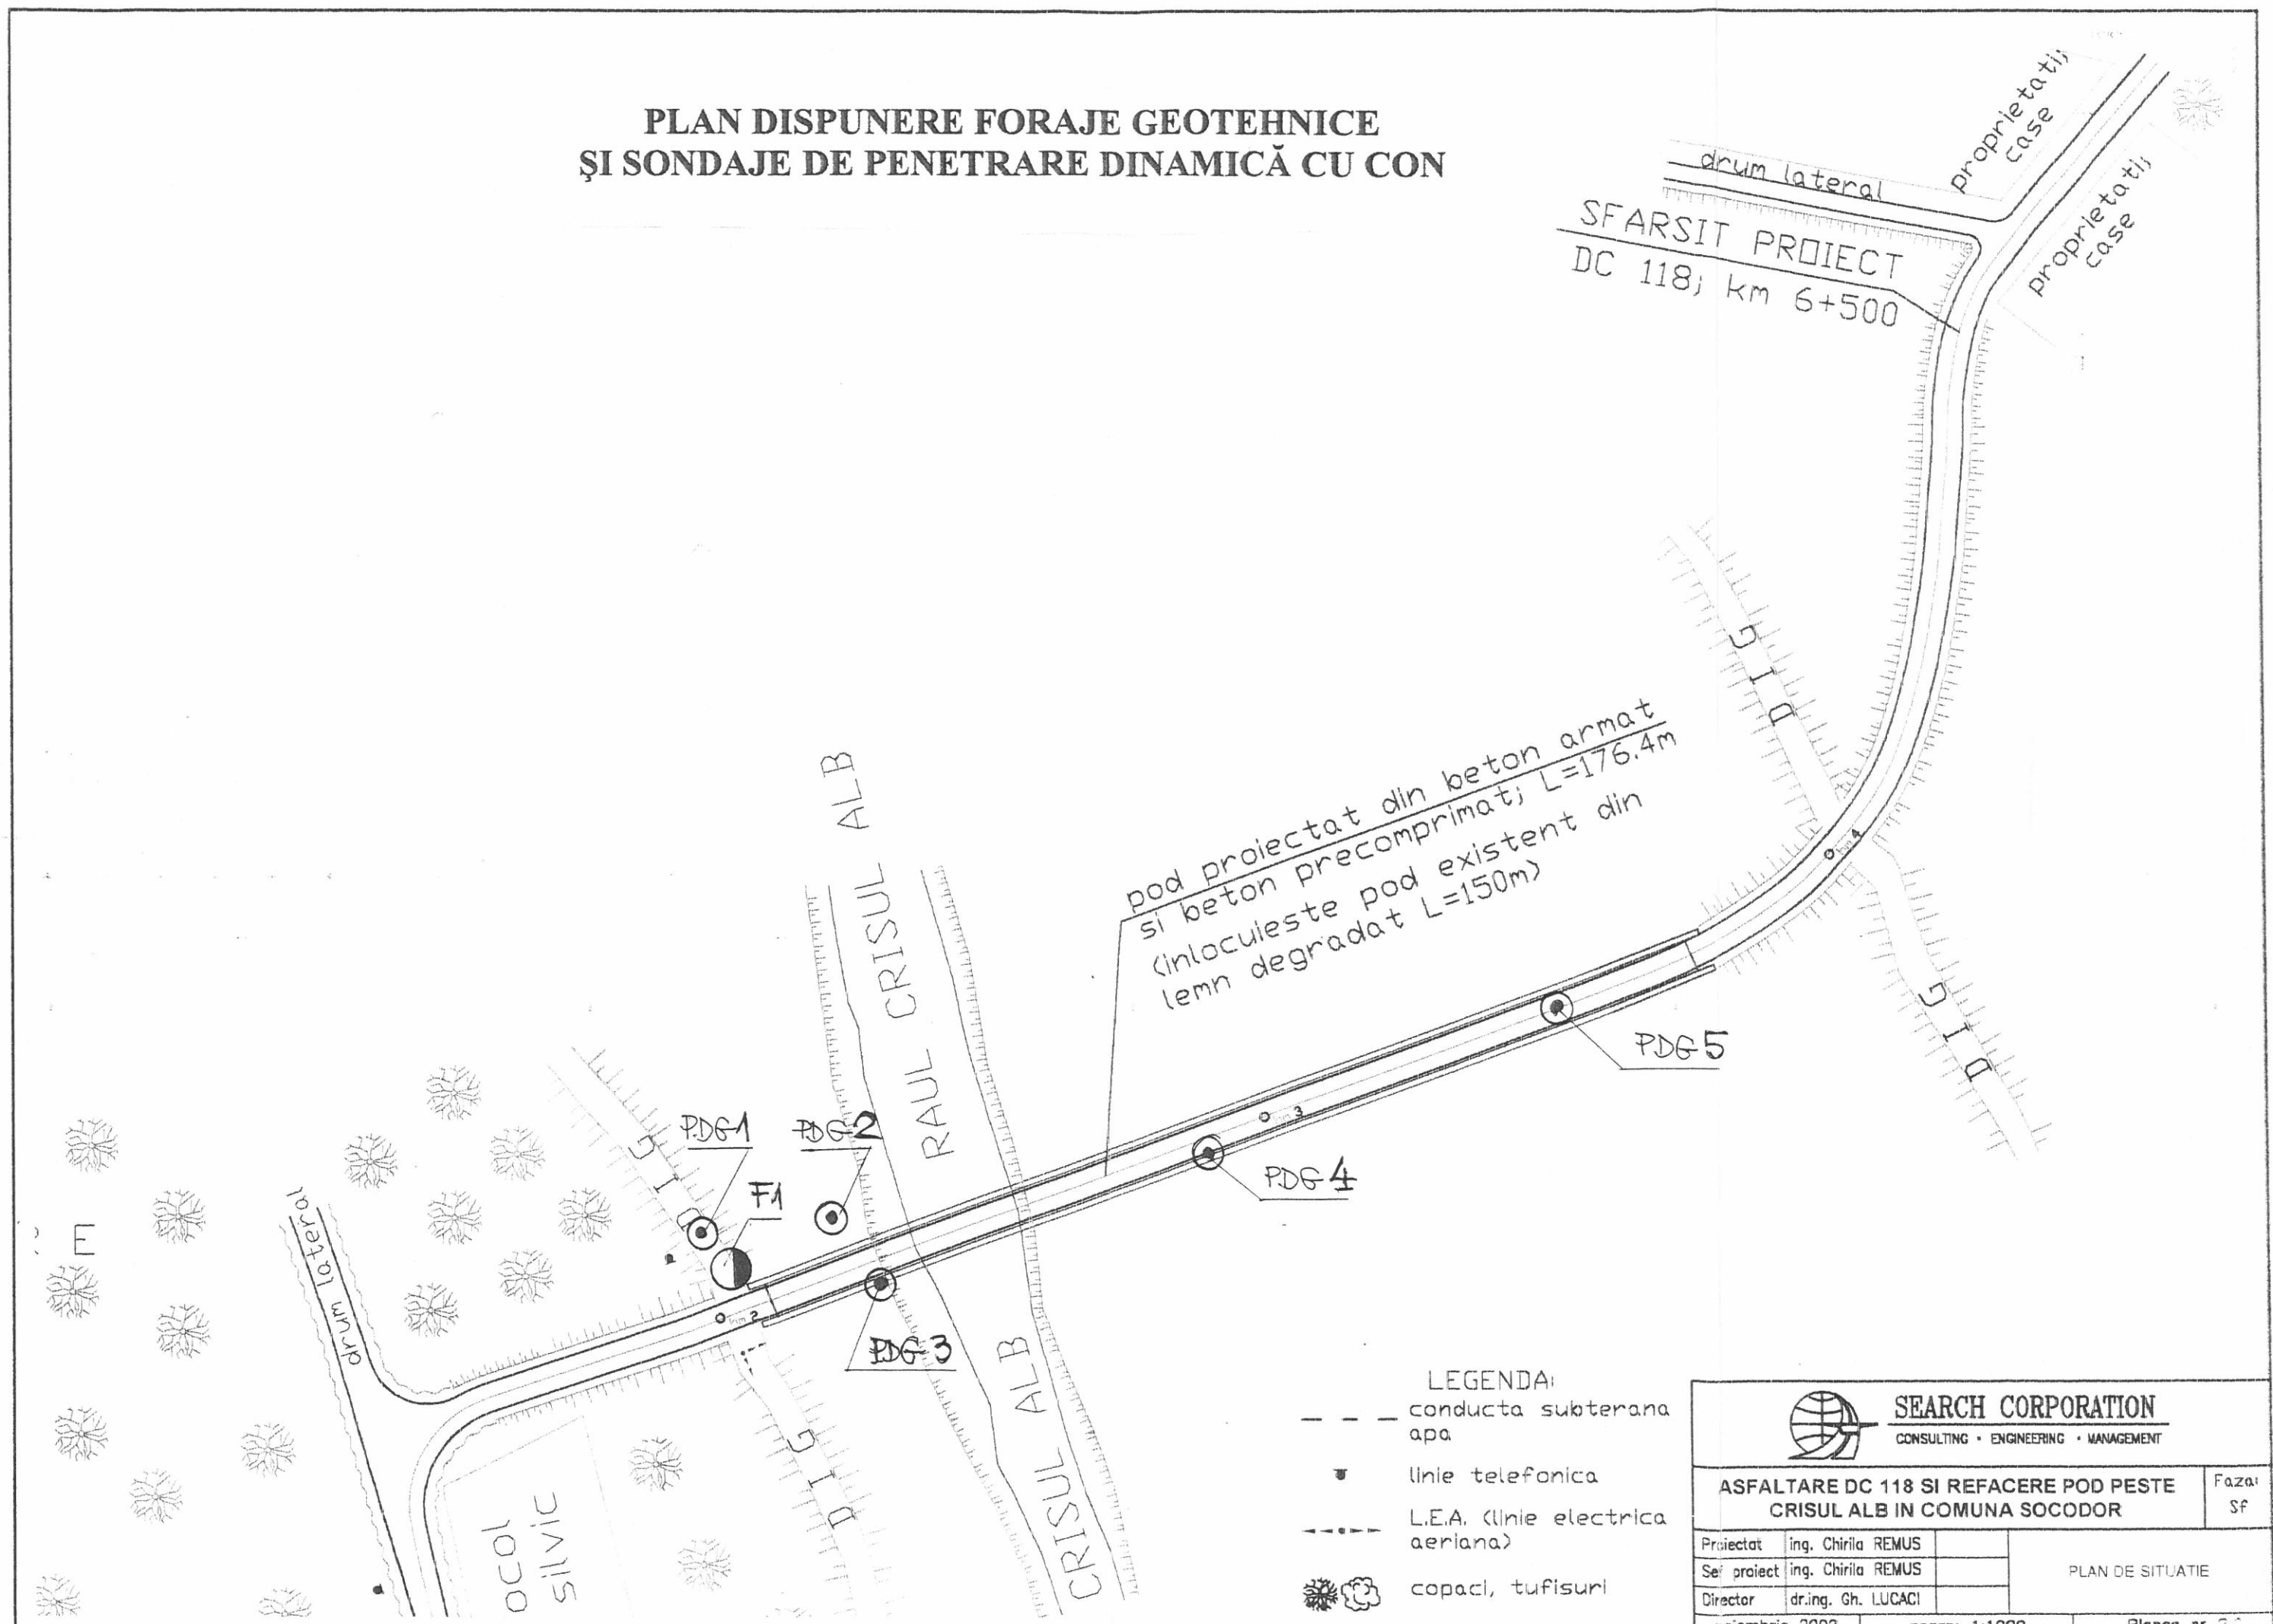 PLAN DISPUNERE FORAJE GEOTEHNICE
ŞI SONDAJE DE PENETRARE DINAMICĂ CU CON
proprietati;
case
drum lateral
proprietati;
case
SFARSIT PROIECT
DC 118; km 6+500
DIG
pod proiectat din beton armat
si beton precomprimat; L=176.4m
(inlocuieste pod existent din
lemn degradat L=150m)
RAUL CRISUL ALB
4
DIG
PDG5
3
PDG4
DIG
PDG1
PDG2
F1
E
drum lateral
2
PDG3
DIG
CRISUL ALB
ocol
silvic
LEGENDA:
conducta subterana
apa
linie telefonica
L.E.A. (linie electrica
aeriana)
copaci, tufisuri
SEARCH CORPORATION
CONSULTING • ENGINEERING • MANAGEMENT
ASFALTARE DC 118 SI REFACERE POD PESTE
CRISUL ALB IN COMUNA SOCODOR
Faza:
Sf
Proiectat ing. Chirila REMUS
Sef proiect ing. Chirila REMUS
Director dr.ing. Gh. LUCACI
PLAN DE SITUATIE